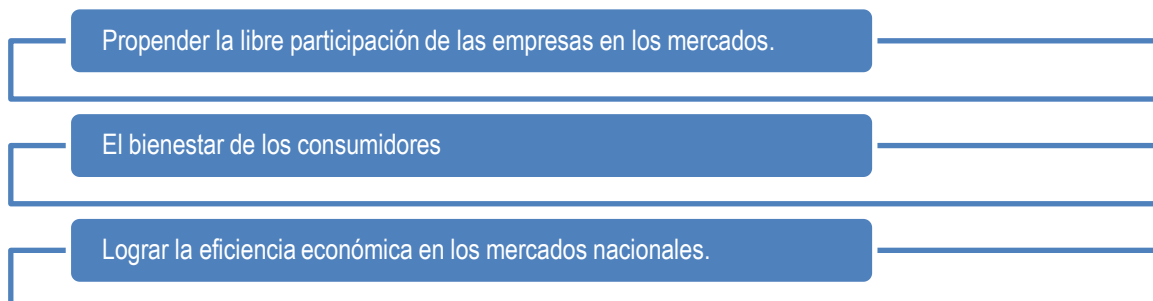 Propender la libre participación de las empresas en los mercados.
El bienestar de los consumidores
Lograr la eficiencia económica en los mercados nacionales.